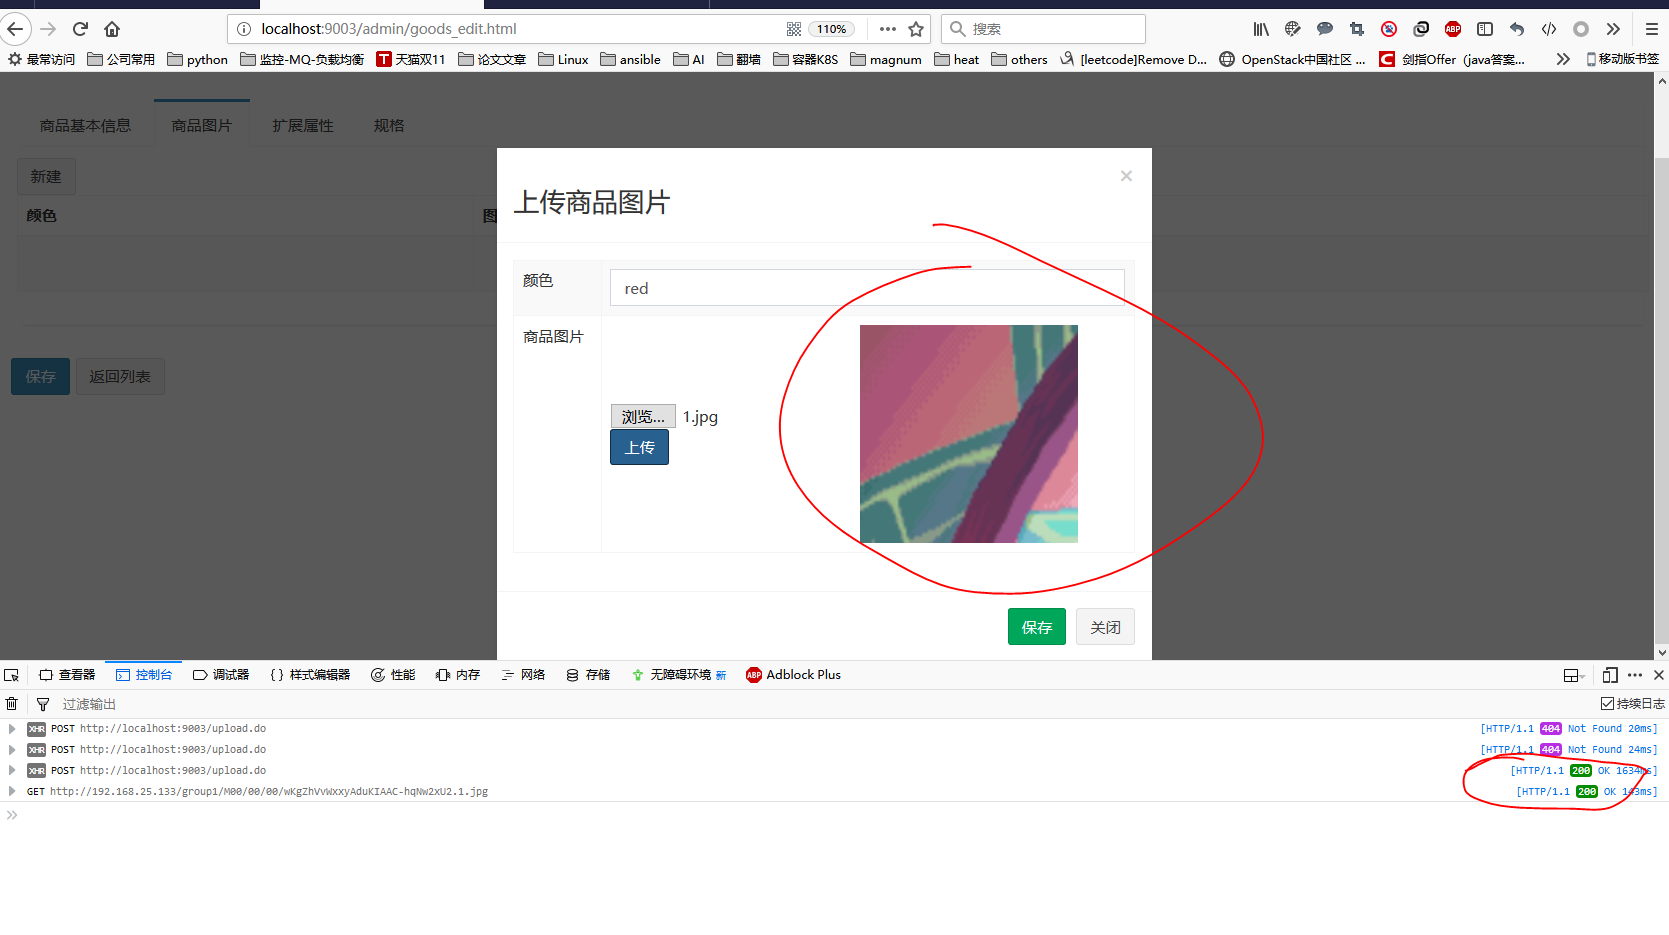 localhost:9003/admin/goods_edit.html 110% 搜索
最常访问 公司常用 python 监控-MQ-负载均衡 天猫双11 论文文章 Linux ansible AI 翻墙 容器K8S magnum heat others [leetcode]Remove D... OpenStack中国社区 ... 剑指Offer（java答案... 移动版书签
商品基本信息 商品图片 扩展属性 规格
新建
颜色 图
保存 返回列表
×
上传商品图片
颜色 red
商品图片
浏览... 1.jpg
上传
保存 关闭
查看器 控制台 调试器 {} 样式编辑器 性能 内存 网络 存储 无障碍环境 新 ABP Adblock Plus
过滤输出 持续日志
XHR POST http://localhost:9003/upload.do [HTTP/1.1 404 Not Found 20ms]
XHR POST http://localhost:9003/upload.do [HTTP/1.1 404 Not Found 24ms]
XHR POST http://localhost:9003/upload.do [HTTP/1.1 200 OK 1634ms]
GET http://192.168.25.133/group1/M00/00/00/wKgZhVvWxxyAduKIAAC-hqNw2xU2.1.jpg [HTTP/1.1 200 OK 143ms]